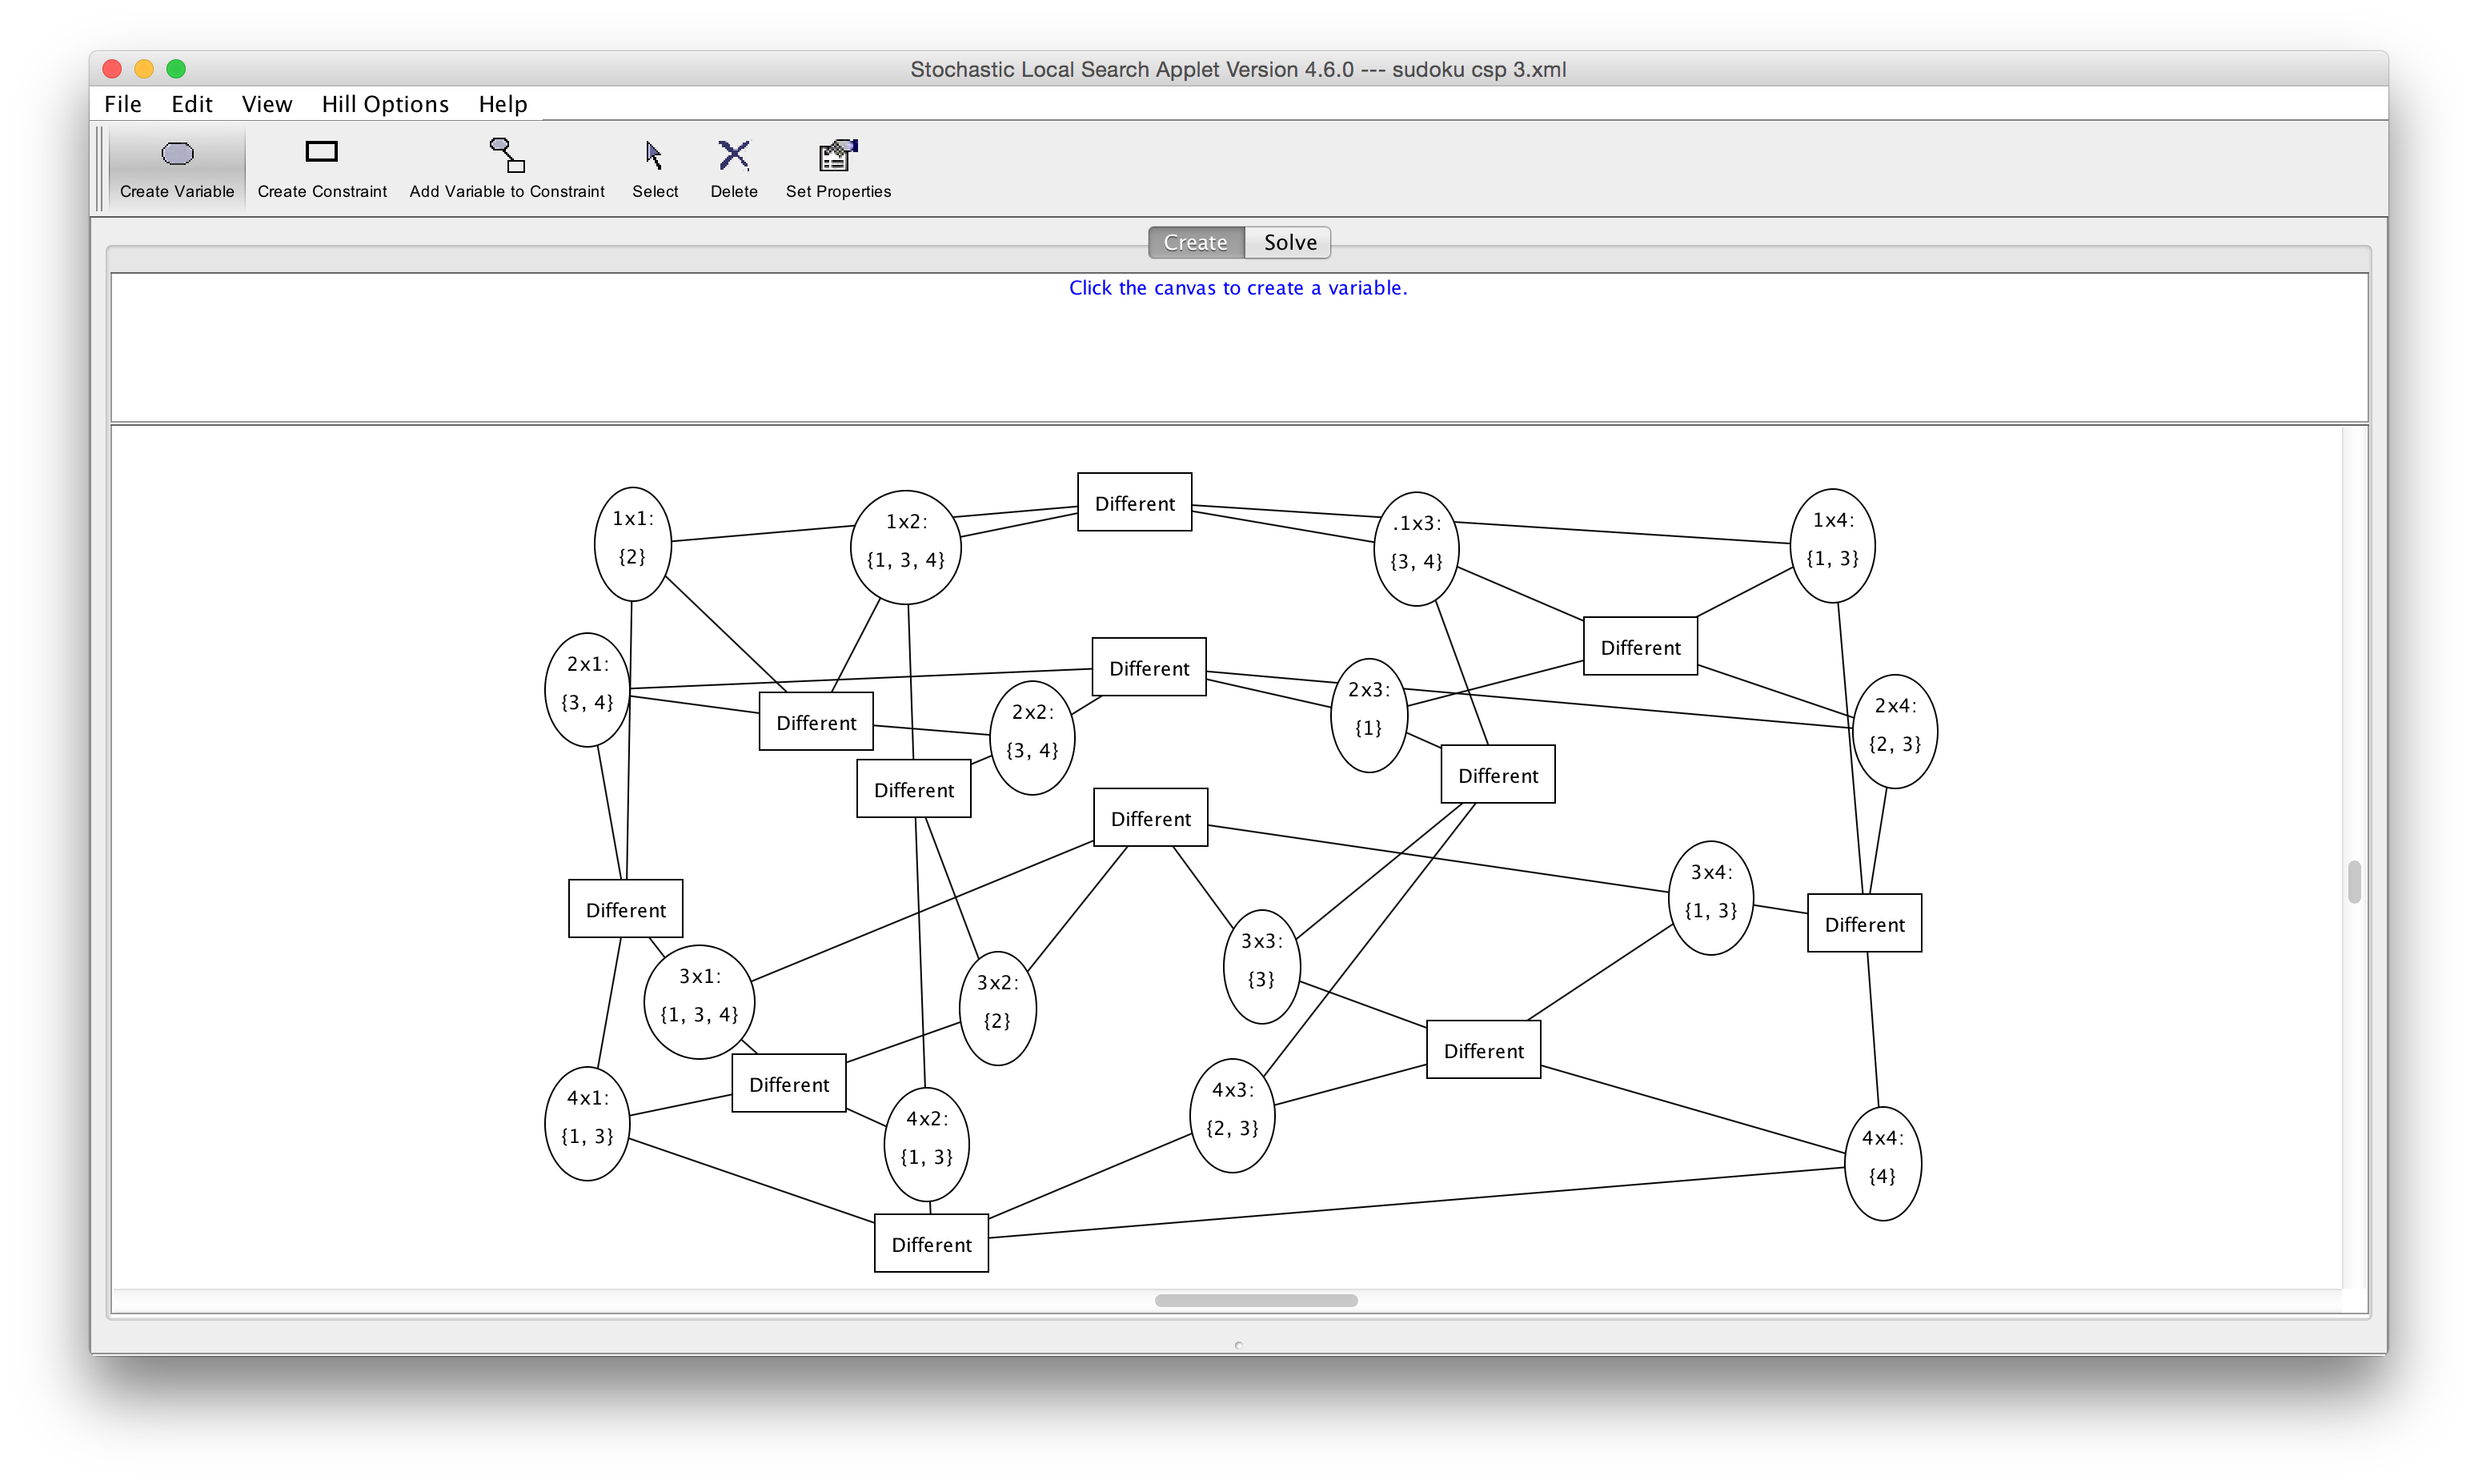 Stochastic Local Search Applet Version 4.6.0 --- sudoku csp 3.xml
File Edit View Hill Options Help
Create Variable Create Constraint Add Variable to Constraint Select Delete Set Properties
Create Solve
Click the canvas to create a variable.
Different
1x1:
{2}
1x2:
{1, 3, 4}
.1x3:
{3, 4}
1x4:
{1, 3}
Different
Different
2x1:
{3, 4}
Different
2x2:
{3, 4}
2x3:
{1}
2x4:
{2, 3}
Different
Different
Different
3x4:
{1, 3}
Different
Different
3x1:
{1, 3, 4}
3x2:
{2}
3x3:
{3}
Different
Different
4x1:
{1, 3}
4x2:
{1, 3}
4x3:
{2, 3}
4x4:
{4}
Different